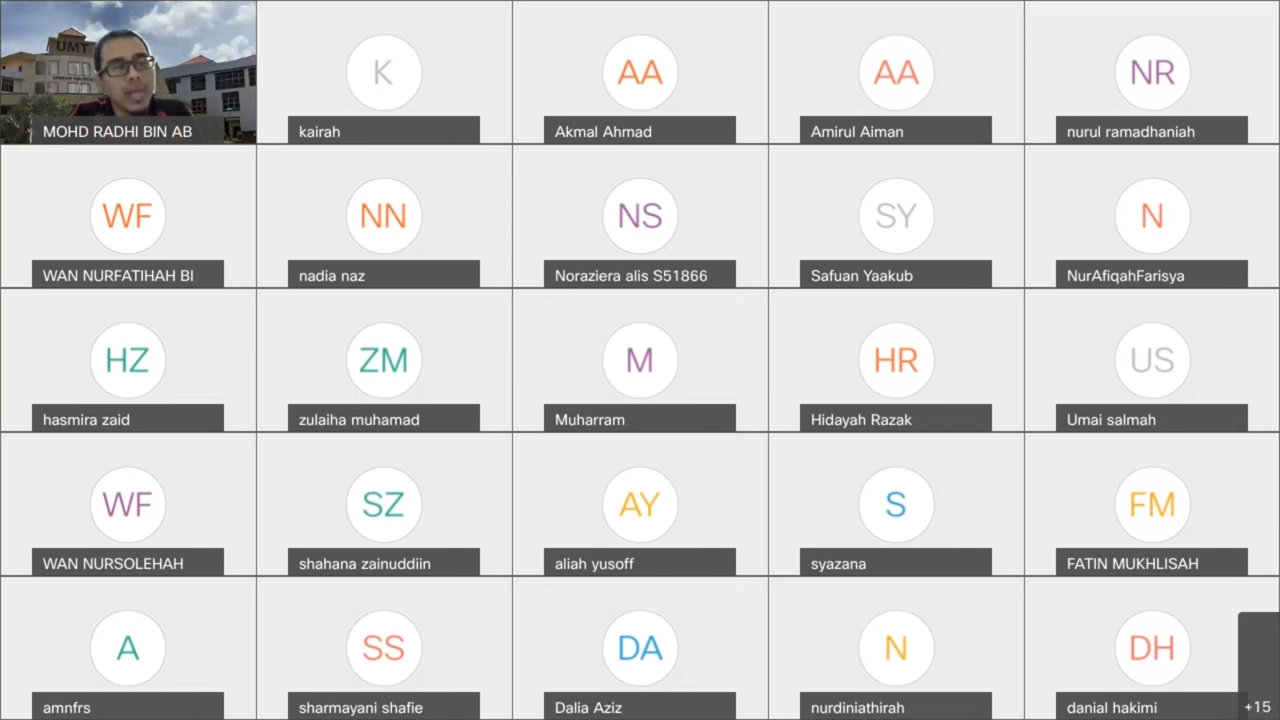 UMT
MOHD RADHI BIN AB
K
kairah
AA
Akmal Ahmad
AA
Amirul Aiman
NR
nurul ramadhaniah
WF
WAN NURFATIHAH BI
NN
nadia naz
NS
Noraziera alis S51866
SY
Safuan Yaakub
N
NurAfiqahFarisya
HZ
hasmira zaid
ZM
zulaiha muhamad
M
Muharram
HR
Hidayah Razak
US
Umai salmah
WF
WAN NURSOLEHAH
SZ
shahana zainuddiin
AY
aliah yusoff
S
syazana
FM
FATIN MUKHLISAH
A
amnfrs
SS
sharmayani shafie
DA
Dalia Aziz
N
nurdiniathirah
DH
danial hakimi
+15